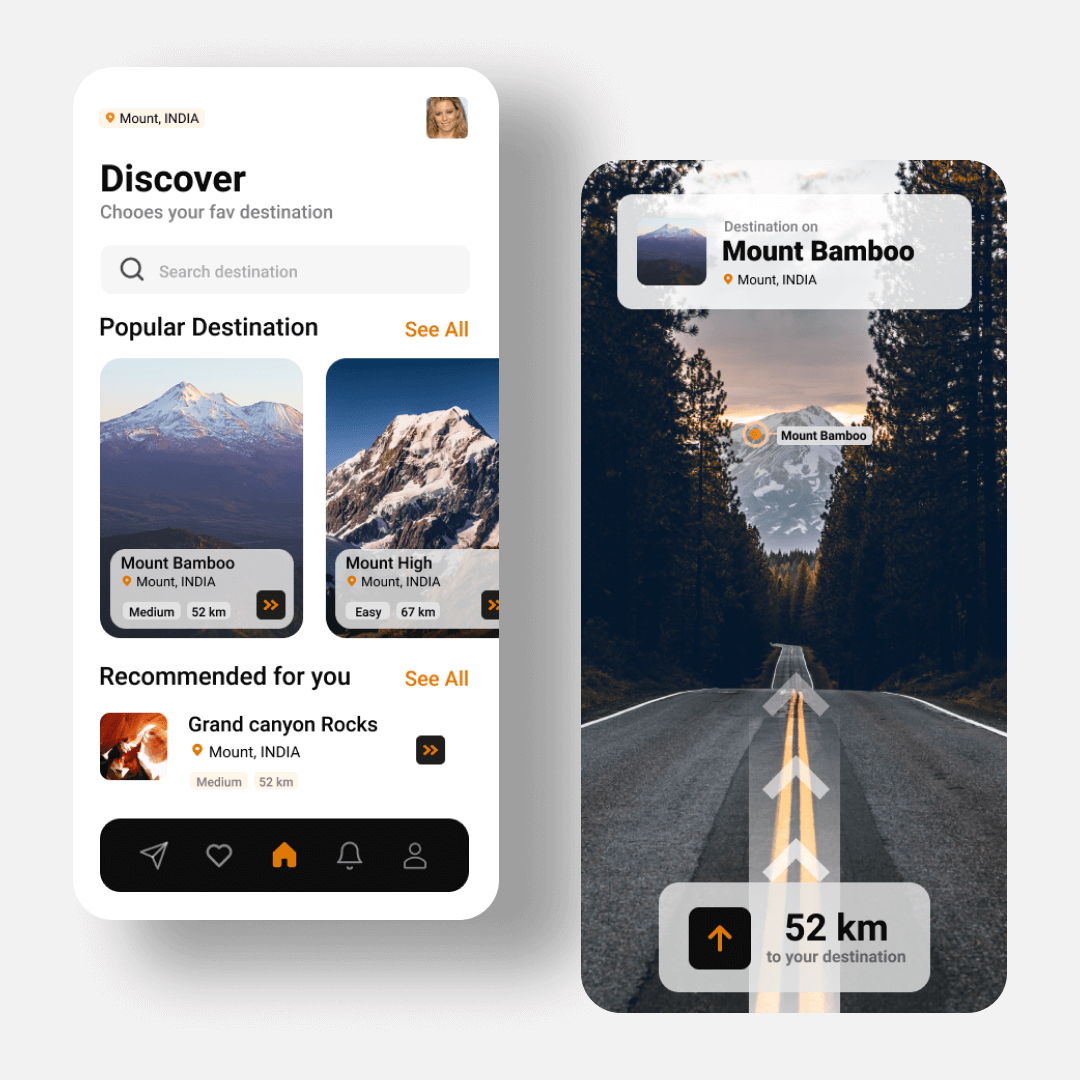 Mount, INDIA
Discover
Chooes your fav destination
Search destination
Popular Destination
See All
Mount Bamboo
Mount, INDIA
Medium
52 km
Mount High
Mount, INDIA
Easy
67 km
Recommended for you
See All
Grand canyon Rocks
Mount, INDIA
Medium
52 km
Destination on
Mount Bamboo
Mount, INDIA
Mount Bamboo
52 km
to your destination